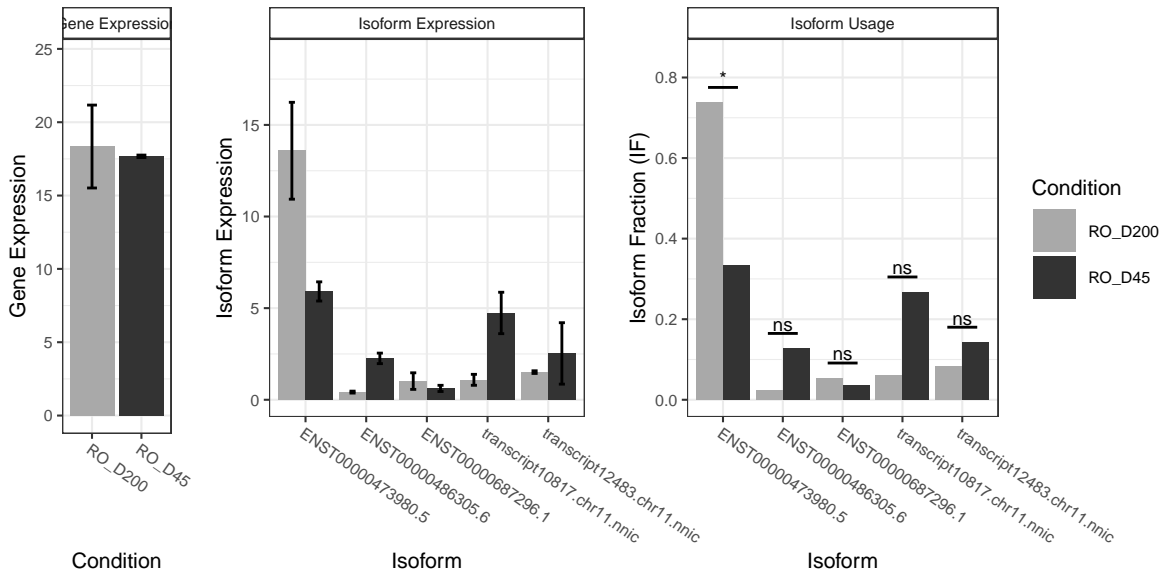 Gene Expression
Isoform Expression
Isoform Usage
Gene Expression
25
20
15
10
5
0
RO_D200
RO_D45
Condition
Isoform Expression
15
10
5
0
ENST00000473980.5
ENST00000486305.6
ENST00000687296.1
transcript10817.chr11.nnic
transcript12483.chr11.nnic
Isoform
Isoform Fraction (IF)
0.8
0.6
0.4
0.2
0.0
*
ns
ns
ns
ns
ENST00000473980.5
ENST00000486305.6
ENST00000687296.1
transcript10817.chr11.nnic
transcript12483.chr11.nnic
Isoform
Condition
RO_D200
RO_D45